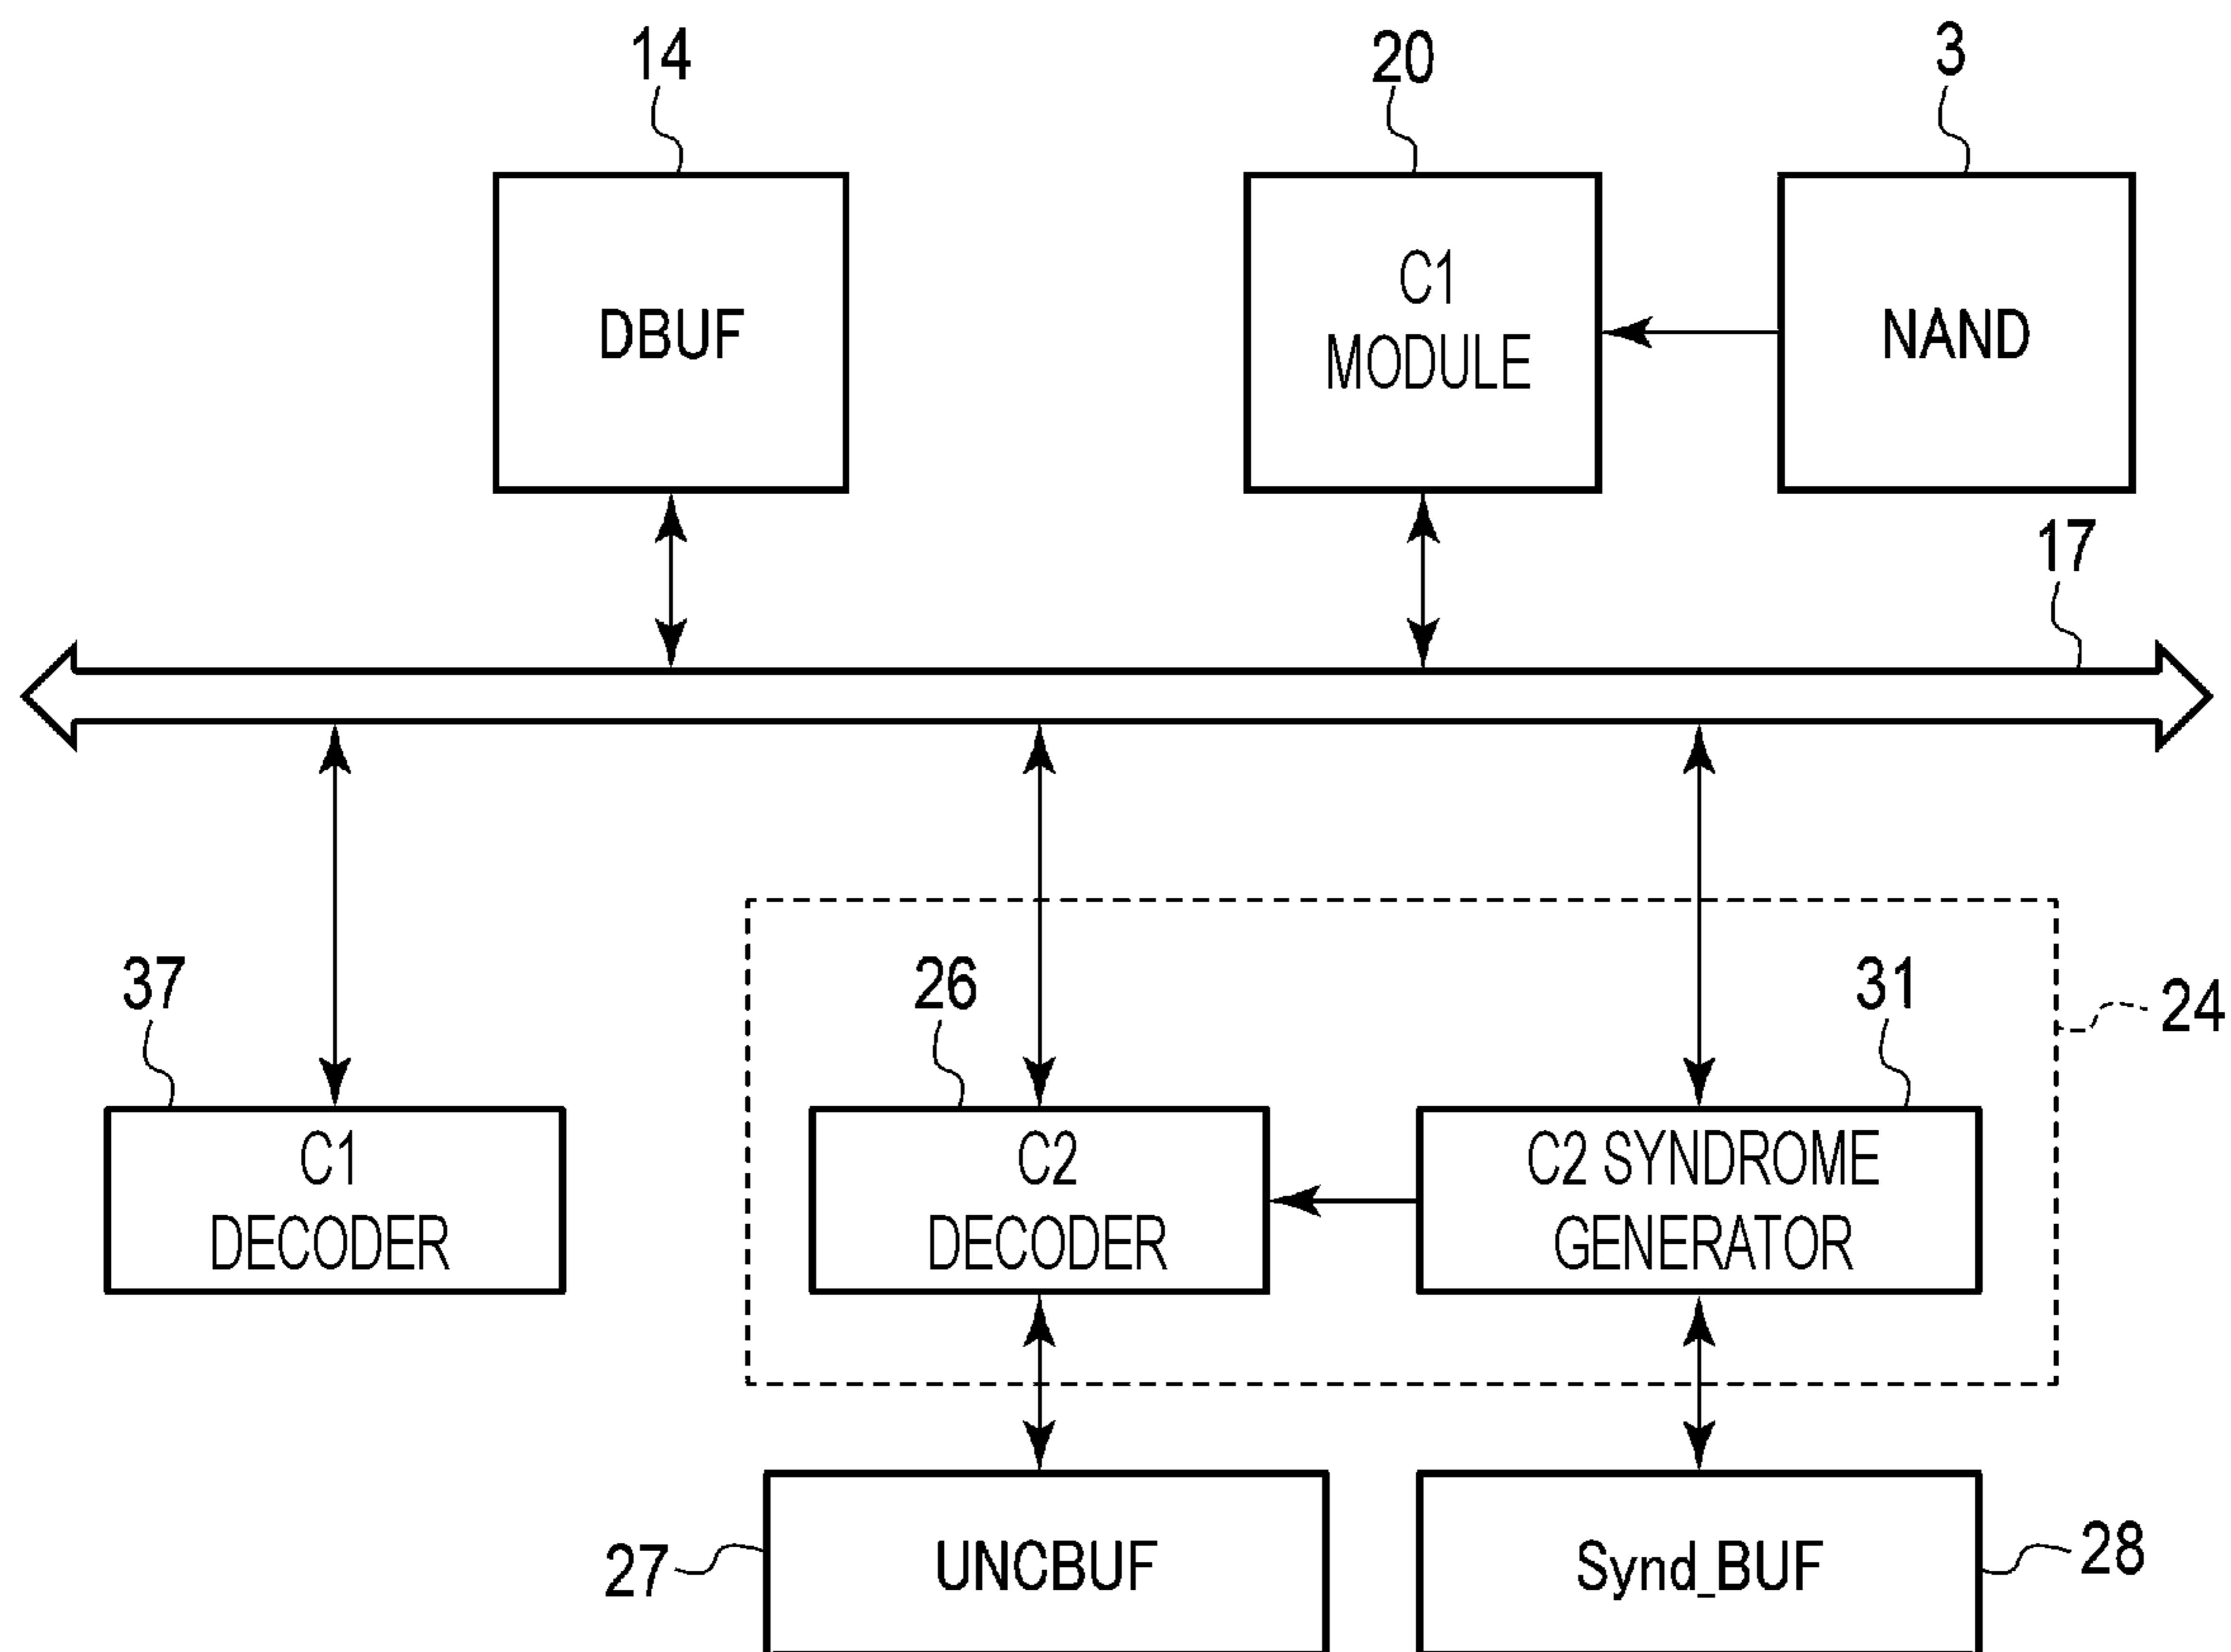 14
20
3
DBUF
C1
MODULE
NAND
17
37
26
31
24
C1
DECODER
C2
DECODER
C2 SYNDROME
GENERATOR
27
UNCBUF
Synd_BUF
28